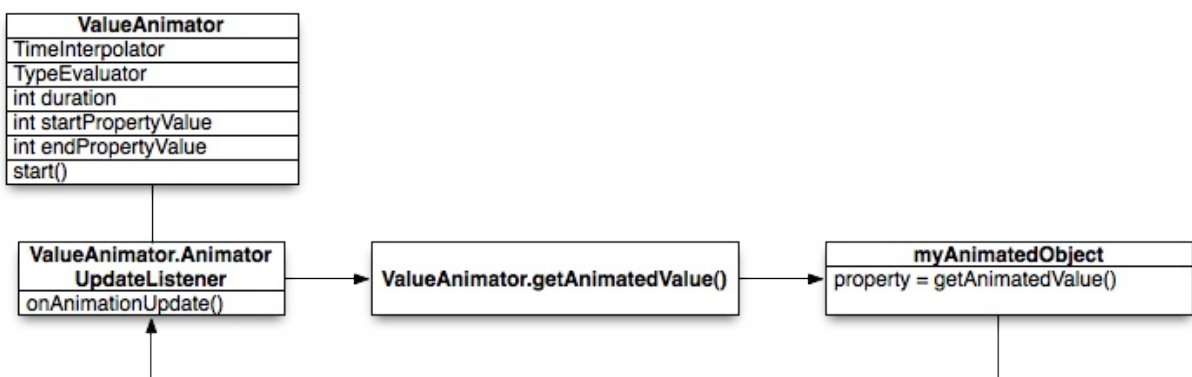 ValueAnimator
TimeInterpolator
TypeEvaluator
int duration
int startPropertyValue
int endPropertyValue
start()
ValueAnimator.Animator
UpdateListener
onAnimationUpdate()
ValueAnimator.getAnimatedValue()
myAnimatedObject
property = getAnimatedValue()